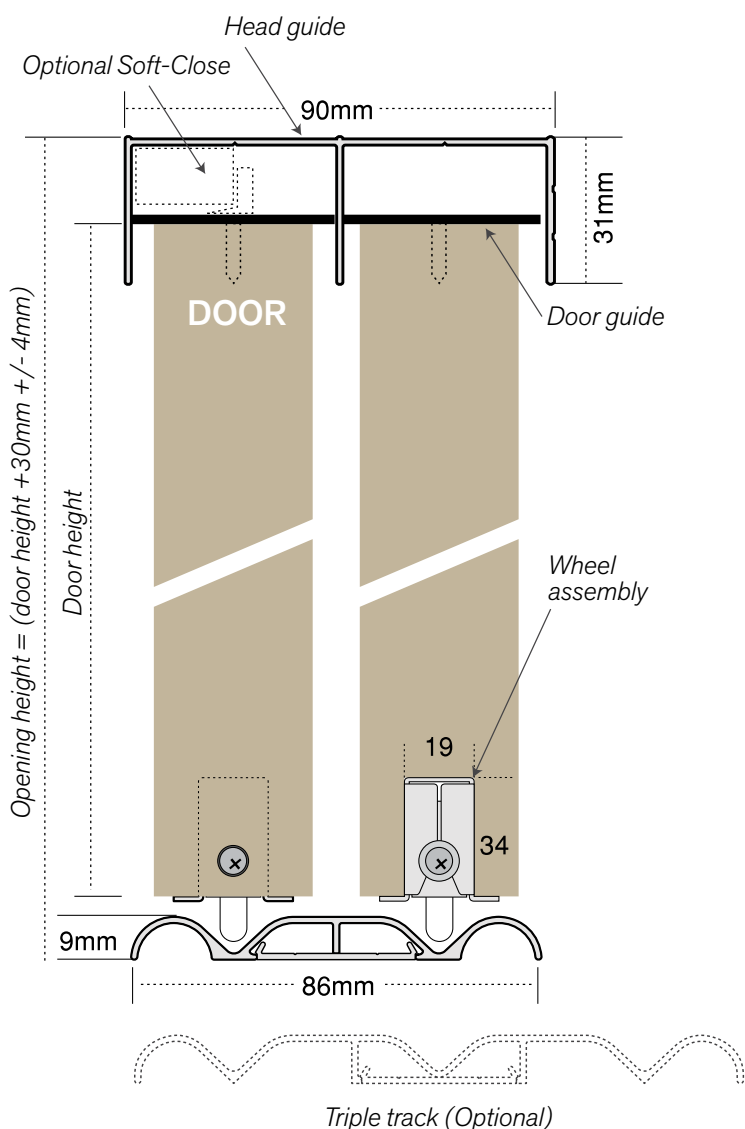 Head guide
Optional Soft-Close
90mm
31mm
DOOR
Door guide
Opening height = (door height +30mm +/- 4mm)
Door height
Wheel
assembly
19
34
9mm
86mm
Triple track (Optional)